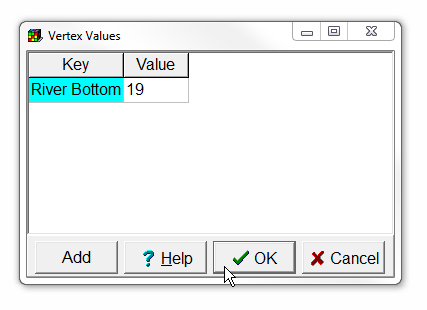 Vertex Values
Key Value
River Bottom 19
Add ? Help OK Cancel